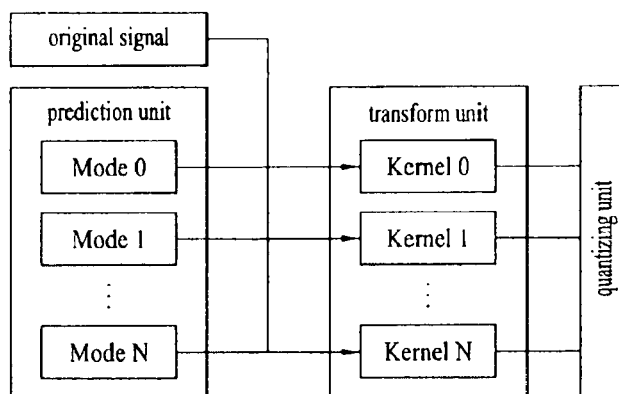 original signal
prediction unit
Mode 0
Mode 1
⋮
Mode N
transform unit
Kernel 0
Kernel 1
⋮
Kernel N
quantizing unit